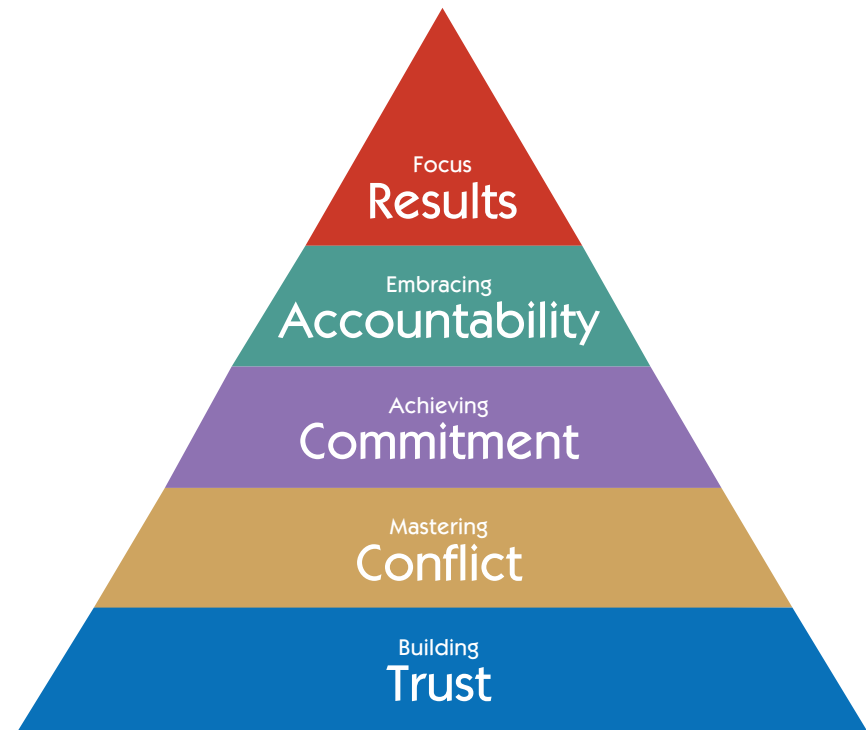 Focus
Results
Embracing
Accountability
Achieving
Commitment
Mastering
Conflict
Building
Trust